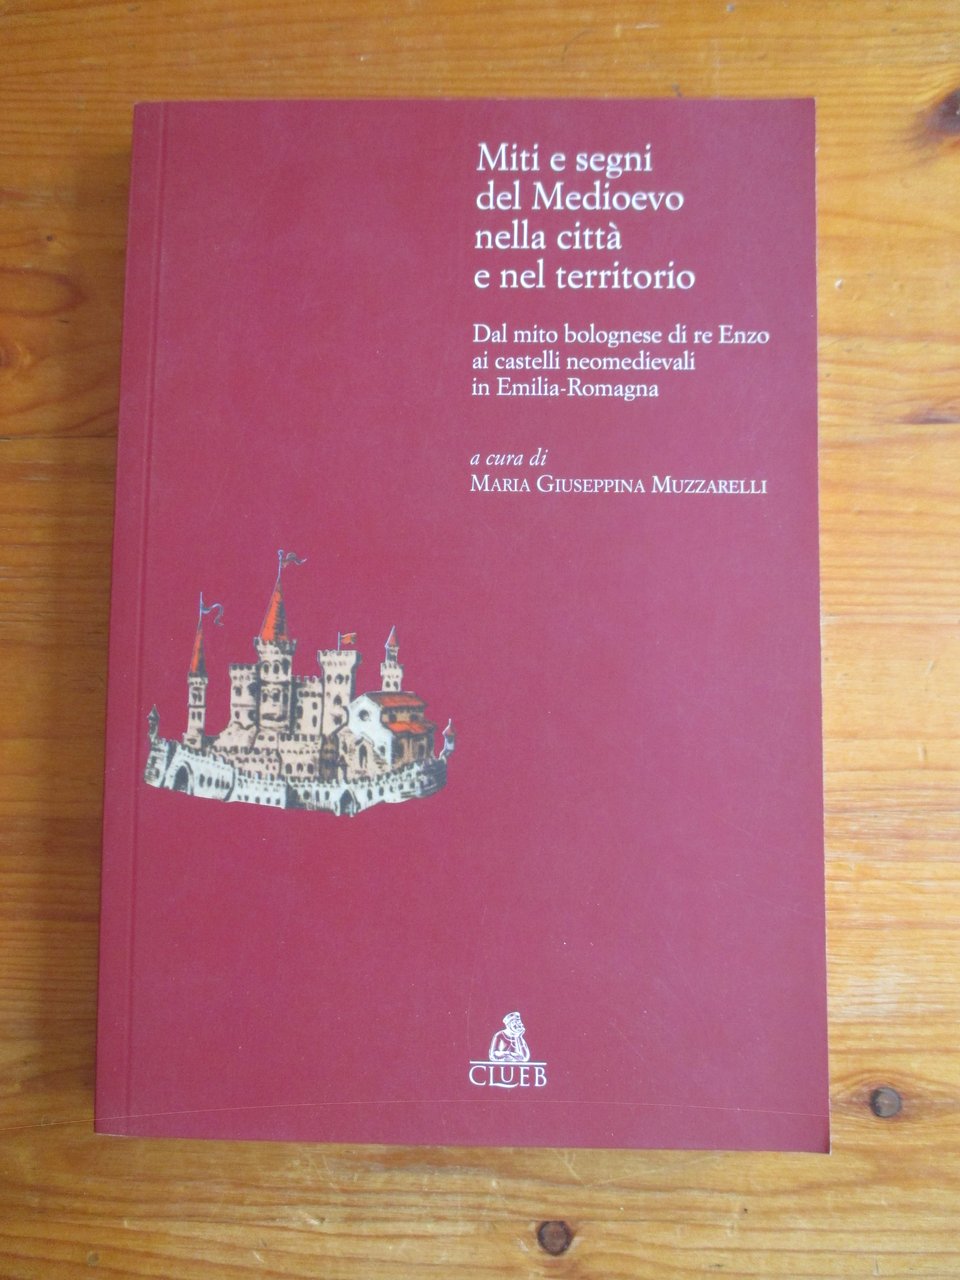 Miti e segni
del Medioevo
nella città
e nel territorio
Dal mito bolognese di re Enzo
ai castelli neomedievali
in Emilia-Romagna
a cura di
MARIA GIUSEPPINA MUZZARELLI
CLUEB